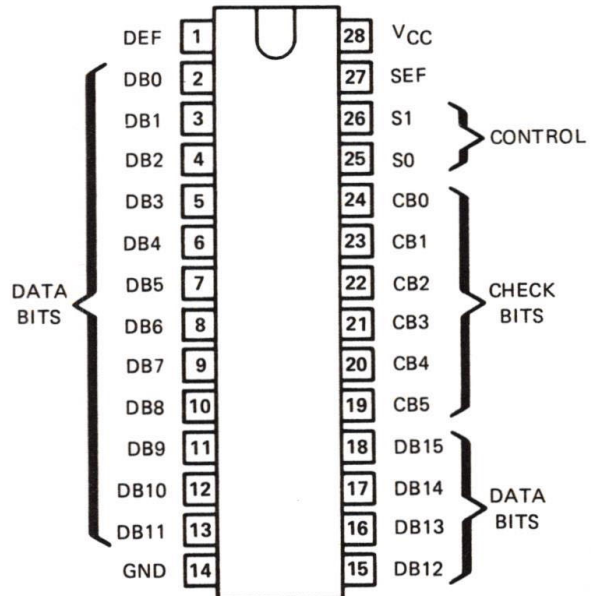 DEF 1 28 VCC
DB0 2 27 SEF
DB1 3 26 S1
DB2 4 25 S0
CONTROL
DB3 5 24 CB0
DB4 6 23 CB1
DB5 7 22 CB2
DB6 8 21 CB3
DB7 9 20 CB4
DB8 10 19 CB5
DATA
BITS
CHECK
BITS
DB9 11 18 DB15
DB10 12 17 DB14
DB11 13 16 DB13
GND 14 15 DB12
DATA
BITS